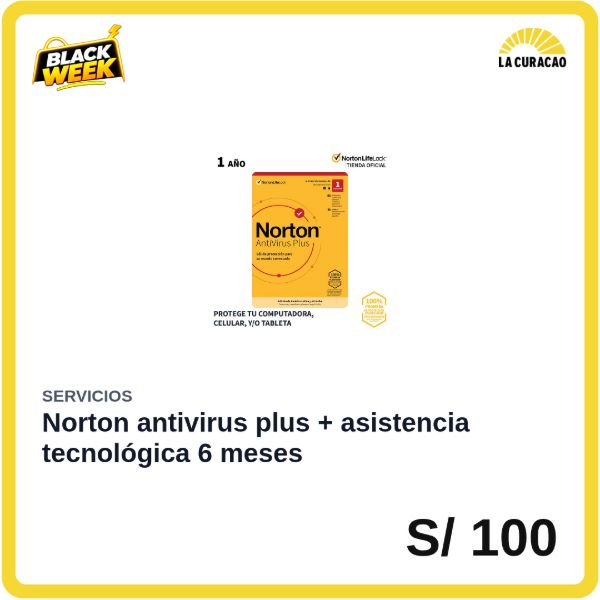 BLACK
WEEK
LA CURACAO
1 AÑO
NortonLifeLock
TIENDA OFICIAL
NortonLifeLock
1
Norton
AntiVirus Plus
PROTEGE TU COMPUTADORA,
CELULAR, Y/O TABLETA
100%
SERVICIOS
Norton antivirus plus + asistencia
tecnológica 6 meses
S/ 100